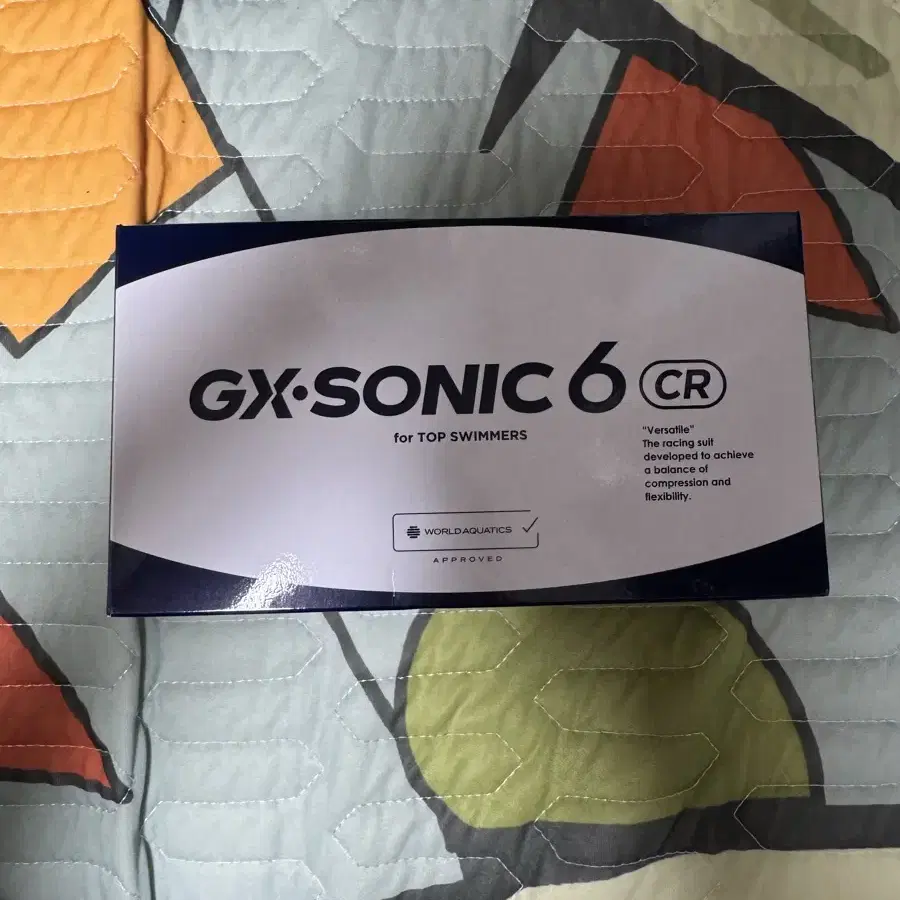 GX·SONIC 6 CR
for TOP SWIMMERS
"Versatile"
The racing suit
developed to achieve
a balance of
compression and
flexibility.
WORLD AQUATICS
APPROVED